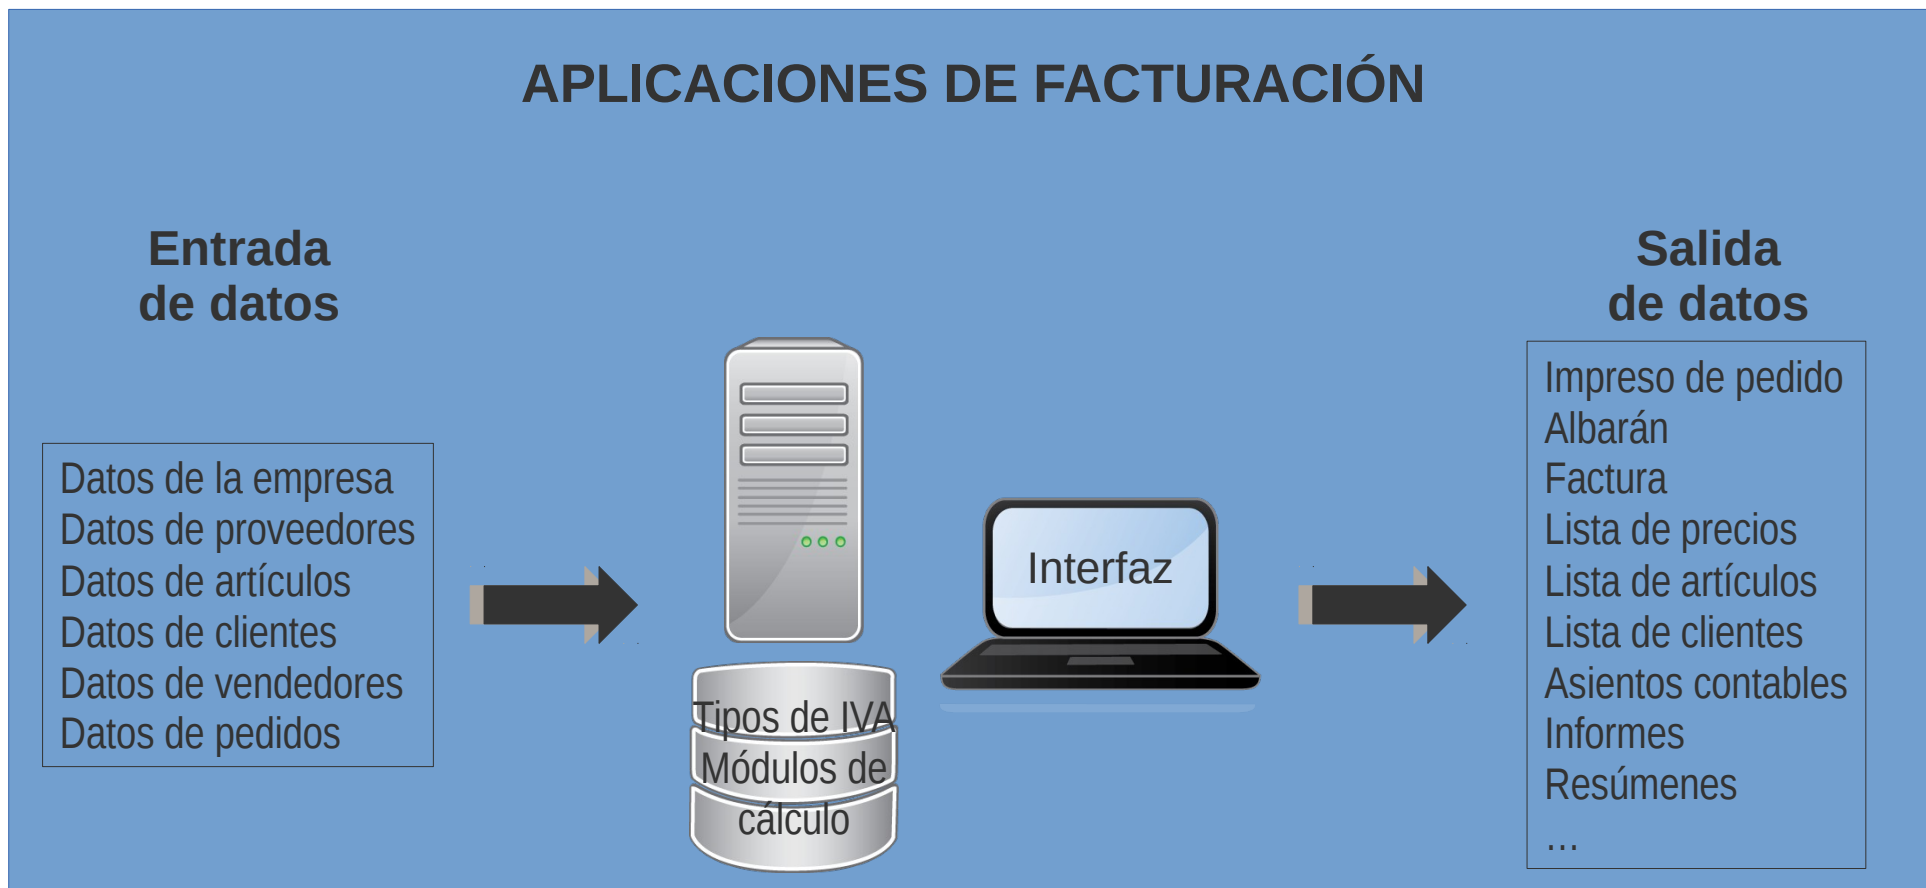 APLICACIONES DE FACTURACIÓN
Entrada
de datos
Datos de la empresa
Datos de proveedores
Datos de artículos
Datos de clientes
Datos de vendedores
Datos de pedidos
Tipos de IVA
Módulos de
cálculo
Interfaz
Salida
de datos
Impreso de pedido
Albarán
Factura
Lista de precios
Lista de artículos
Lista de clientes
Asientos contables
Informes
Resúmenes
…